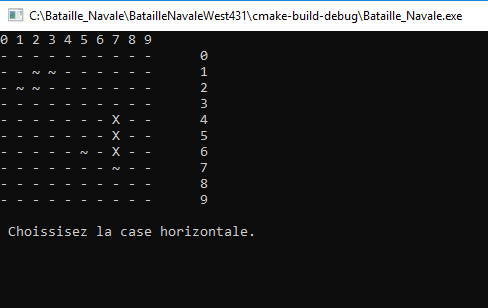 C:\Bataille_Navale\BatailleNavaleWest431\cmake-build-debug\Bataille_Navale.exe
0 1 2 3 4 5 6 7 8 9
- - - - - - - - - - 0
- - ~ ~ - - - - - - 1
- ~ ~ - - - - - - - 2
- - - - - - - - - - 3
- - - - - - - X - - 4
- - - - - - - X - - 5
- - - - - ~ - X - - 6
- - - - - - - ~ - - 7
- - - - - - - - - - 8
- - - - - - - - - - 9
Choissisez la case horizontale.